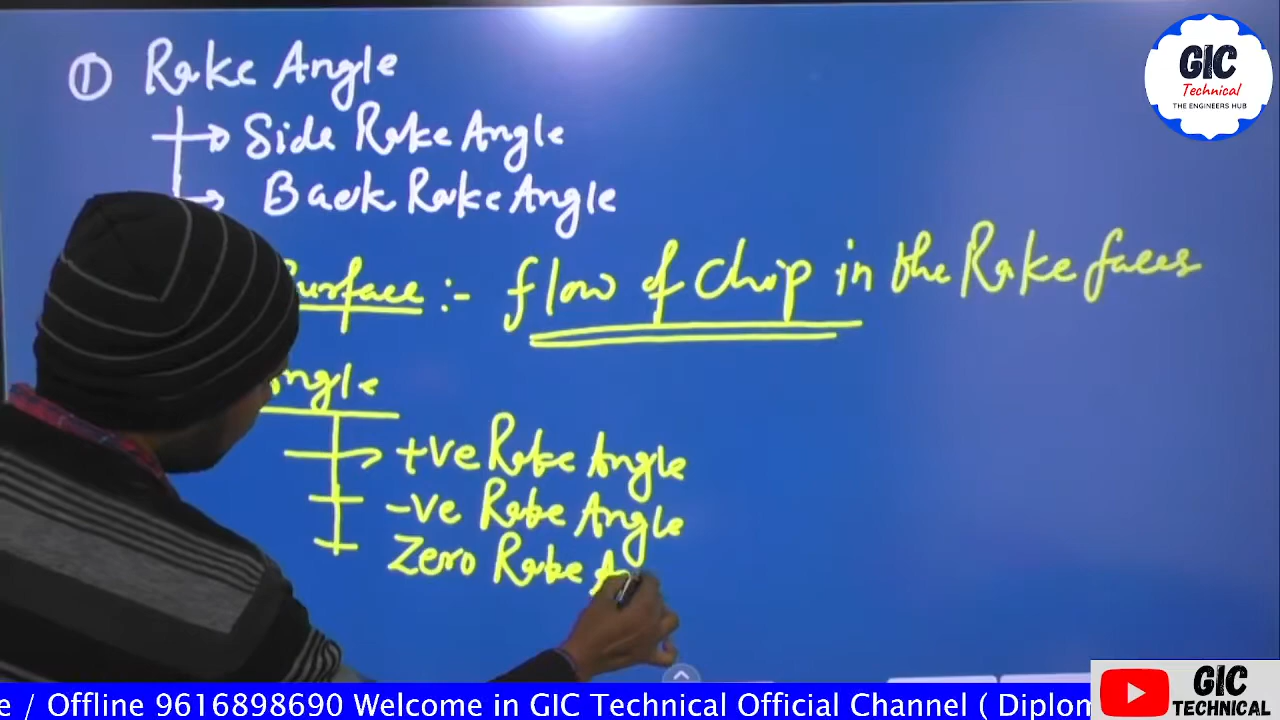 ① Rake Angle
Side Rake Angle
Back Rake Angle
Surface :- flow of Chip in the Rake faces
Angle
+ve Rake Angle
-ve Rake Angle
Zero Rake A
GIC
Technical
THE ENGINEERS HUB
e / Offline 9616898690 Welcome in GIC Technical Official Channel ( Diplom
GIC
TECHNICAL